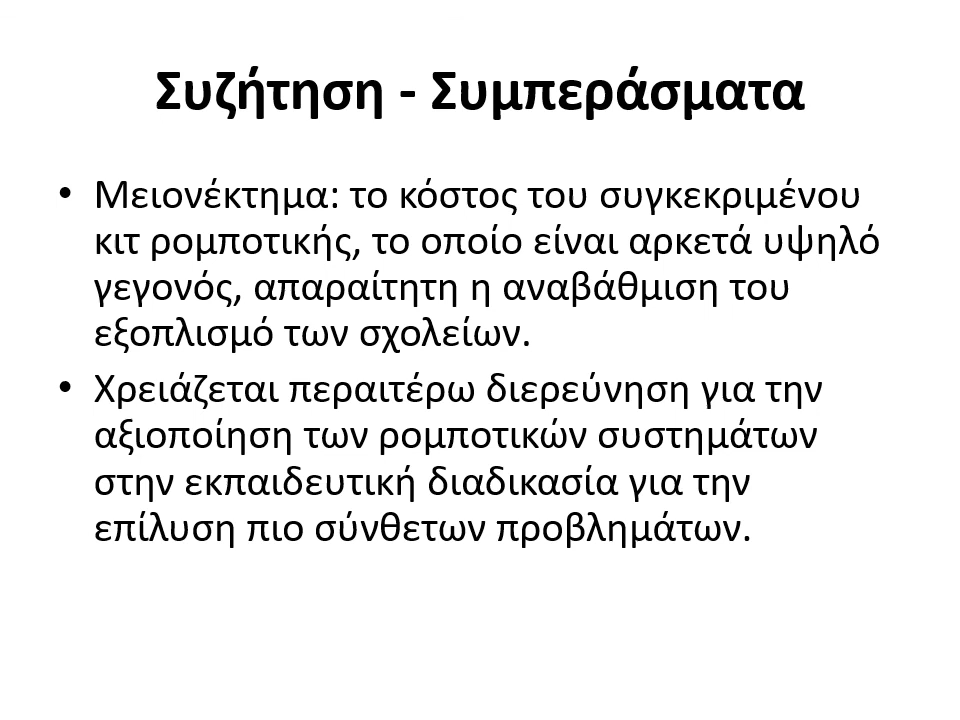 Συζήτηση - Συμπεράσματα
• Μειονέκτημα: το κόστος του συγκεκριμένου
κιτ ρομποτικής, το οποίο είναι αρκετά υψηλό
γεγονός, απαραίτητη η αναβάθμιση του
εξοπλισμό των σχολείων.
• Χρειάζεται περαιτέρω διερεύνηση για την
αξιοποίηση των ρομποτικών συστημάτων
στην εκπαιδευτική διαδικασία για την
επίλυση πιο σύνθετων προβλημάτων.